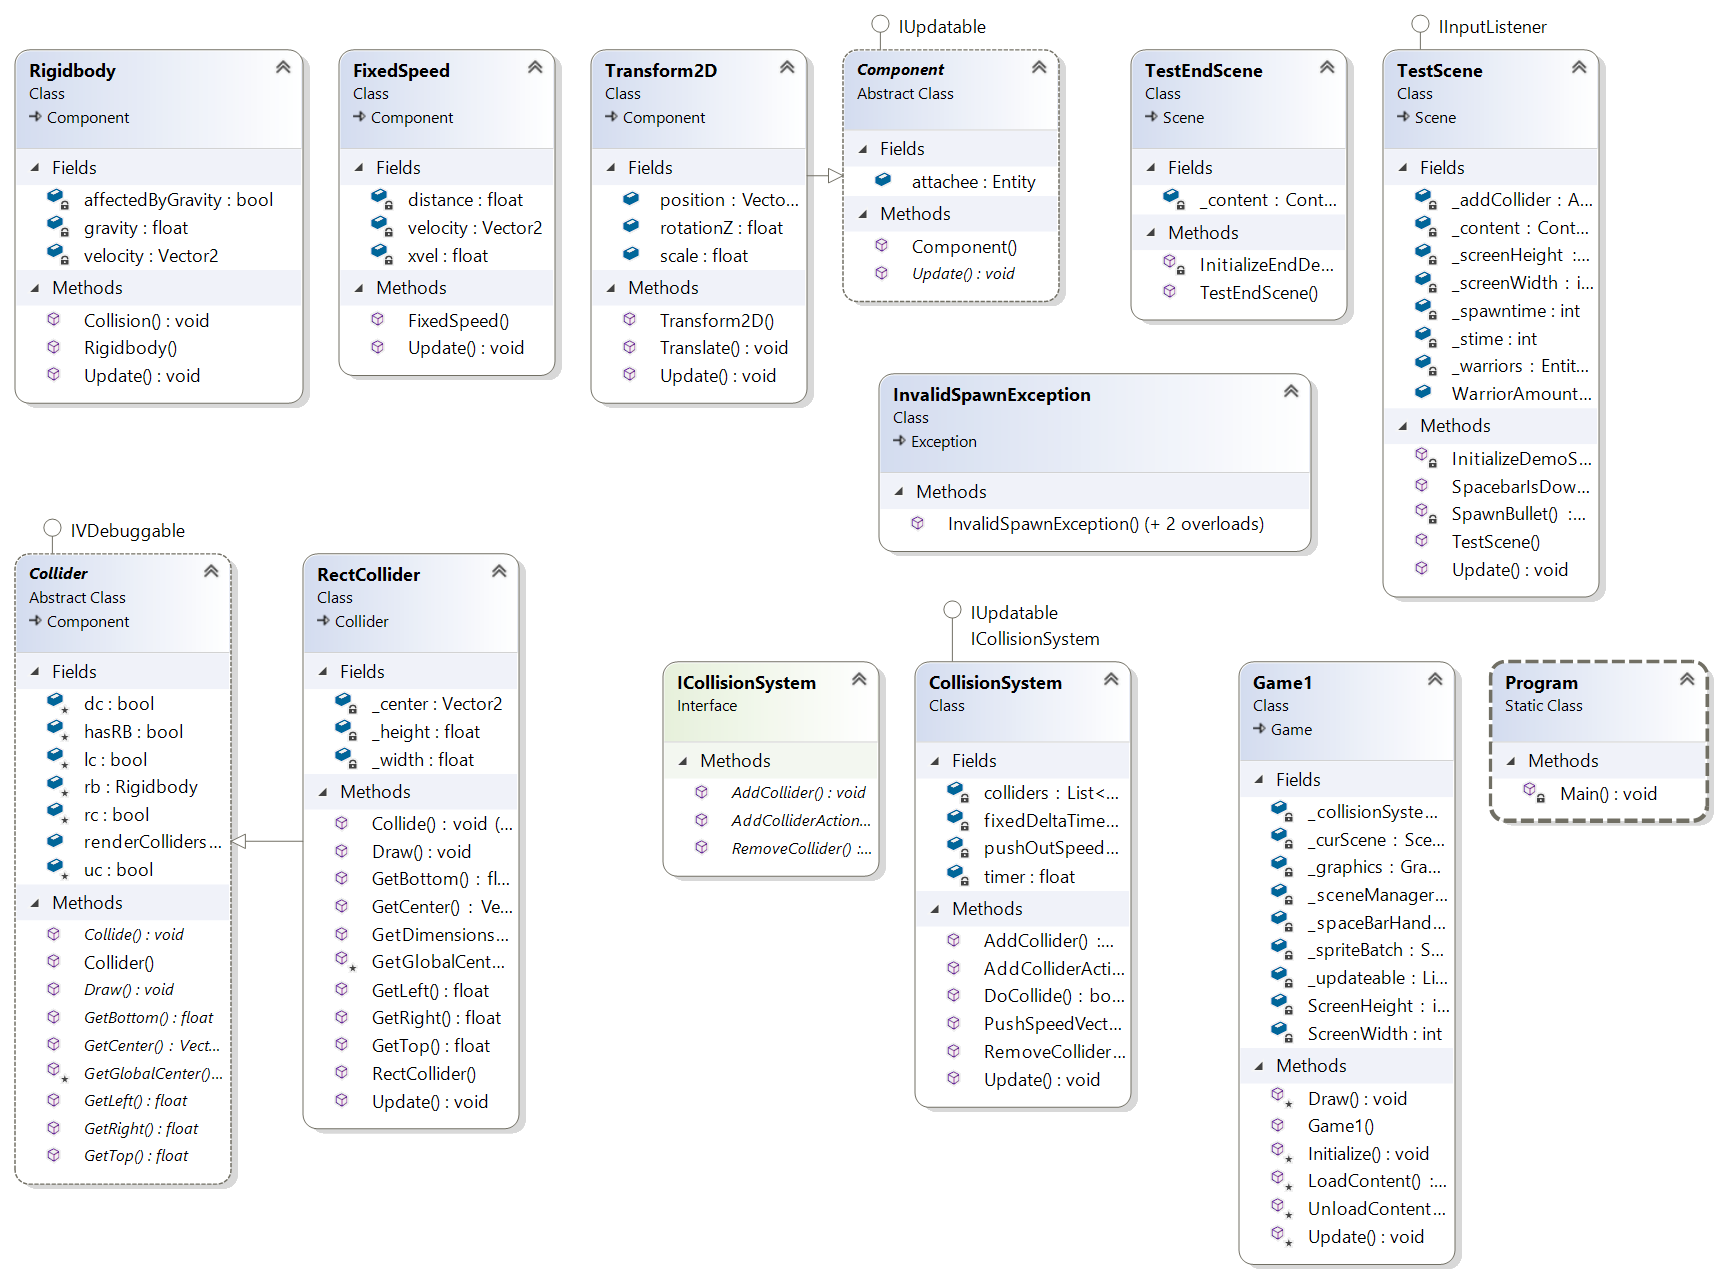 IUpdatable
IInputListener
Rigidbody
Class
Component
Fields
affectedByGravity : bool
gravity : float
velocity : Vector2
Methods
Collision() : void
Rigidbody()
Update() : void
FixedSpeed
Class
Component
Fields
distance : float
velocity : Vector2
xvel : float
Methods
FixedSpeed()
Update() : void
Transform2D
Class
Component
Fields
position : Vecto...
rotationZ : float
scale : float
Methods
Transform2D()
Translate() : void
Update() : void
Component
Abstract Class
Fields
attachee : Entity
Methods
Component()
Update() : void
TestEndScene
Class
Scene
Fields
_content : Cont...
Methods
InitializeEndDe...
TestEndScene()
TestScene
Class
Scene
Fields
_addCollider : A...
_content : Cont...
_screenHeight :...
_screenWidth : i...
_spawntime : int
_stime : int
_warriors : Entit...
WarriorAmount...
Methods
InitializeDemoS...
SpacebarIsDow...
SpawnBullet() :...
TestScene()
Update() : void
InvalidSpawnException
Class
Exception
Methods
InvalidSpawnException() (+ 2 overloads)
IVDebuggable
Collider
Abstract Class
Component
Fields
dc : bool
hasRB : bool
lc : bool
rb : Rigidbody
rc : bool
renderColliders...
uc : bool
Methods
Collide() : void
Collider()
Draw() : void
GetBottom() : float
GetCenter() : Vect...
GetGlobalCenter()...
GetLeft() : float
GetRight() : float
GetTop() : float
RectCollider
Class
Collider
Fields
_center : Vector2
_height : float
_width : float
Methods
Collide() : void (...
Draw() : void
GetBottom() : fl...
GetCenter() : Ve...
GetDimensions...
GetGlobalCent...
GetLeft() : float
GetRight() : float
GetTop() : float
RectCollider()
Update() : void
ICollisionSystem
Interface
Methods
AddCollider() : void
AddColliderAction...
RemoveCollider() :...
IUpdatable
ICollisionSystem
CollisionSystem
Class
Fields
colliders : List<...
fixedDeltaTime...
pushOutSpeed...
timer : float
Methods
AddCollider() :...
AddColliderActi...
DoCollide() : bo...
PushSpeedVect...
RemoveCollider...
Update() : void
Game1
Class
Game
Fields
_collisionSyste...
_curScene : Sce...
_graphics : Gra...
_sceneManager...
_spaceBarHand...
_spriteBatch : S...
_updateable : Li...
ScreenHeight : i...
ScreenWidth : int
Methods
Draw() : void
Game1()
Initialize() : void
LoadContent() :...
UnloadContent...
Update() : void
Program
Static Class
Methods
Main() : void